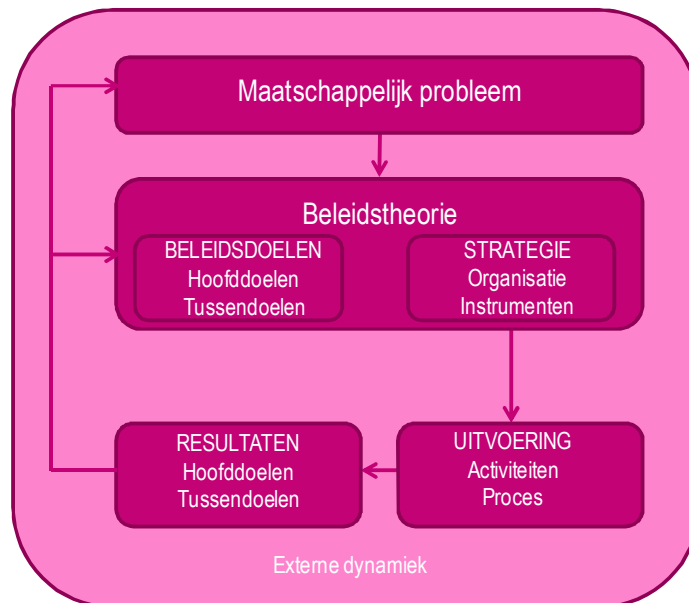 Maatschappelijk probleem
Beleidstheorie
BELEIDSDOELEN
Hoofddoelen
Tussendoelen
STRATEGIE
Organisatie
Instrumenten
RESULTATEN
Hoofddoelen
Tussendoelen
UITVOERING
Activiteiten
Proces
Externe dynamiek